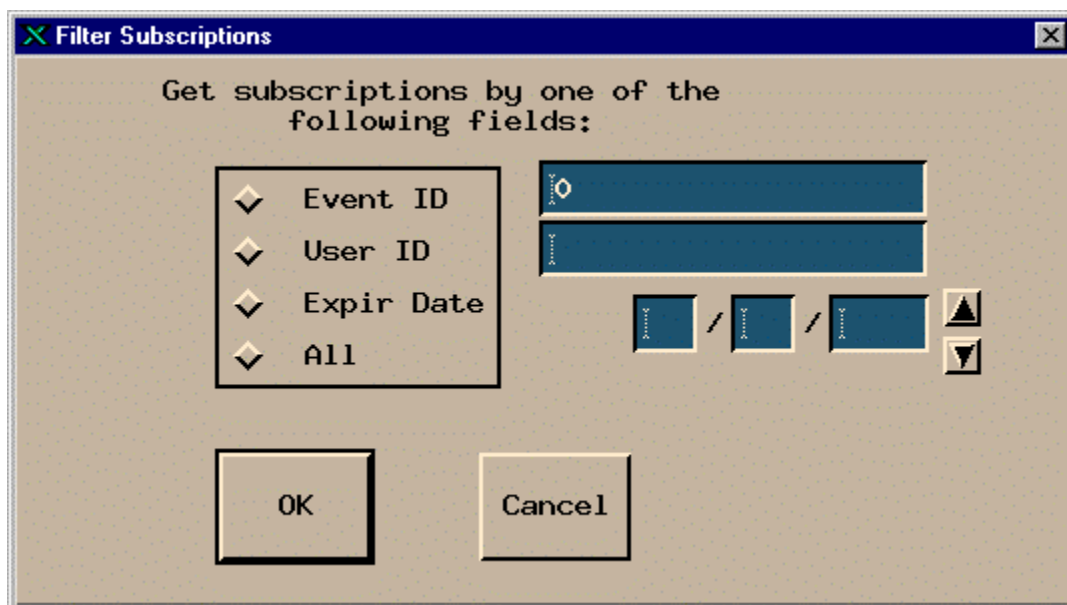 Filter Subscriptions
Get subscriptions by one of the
following fields:
Event ID
0
User ID
Expir Date
/ /
All
OK
Cancel